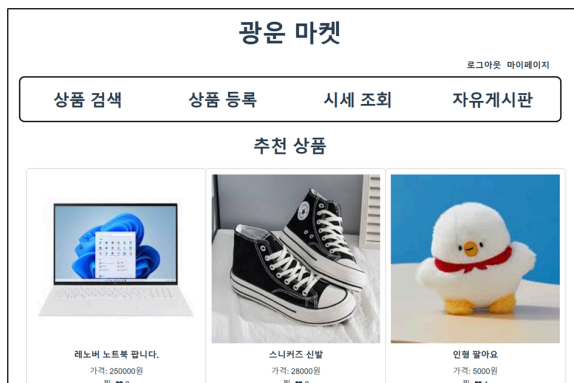 광운 마켓
로그아웃 마이페이지
상품 검색 상품 등록 시세 조회 자유게시판
추천 상품
레노버 노트북 팝니다. 스니커즈 신발 인형 팔아요
가격: 250000원 가격: 28000원 가격: 5000원